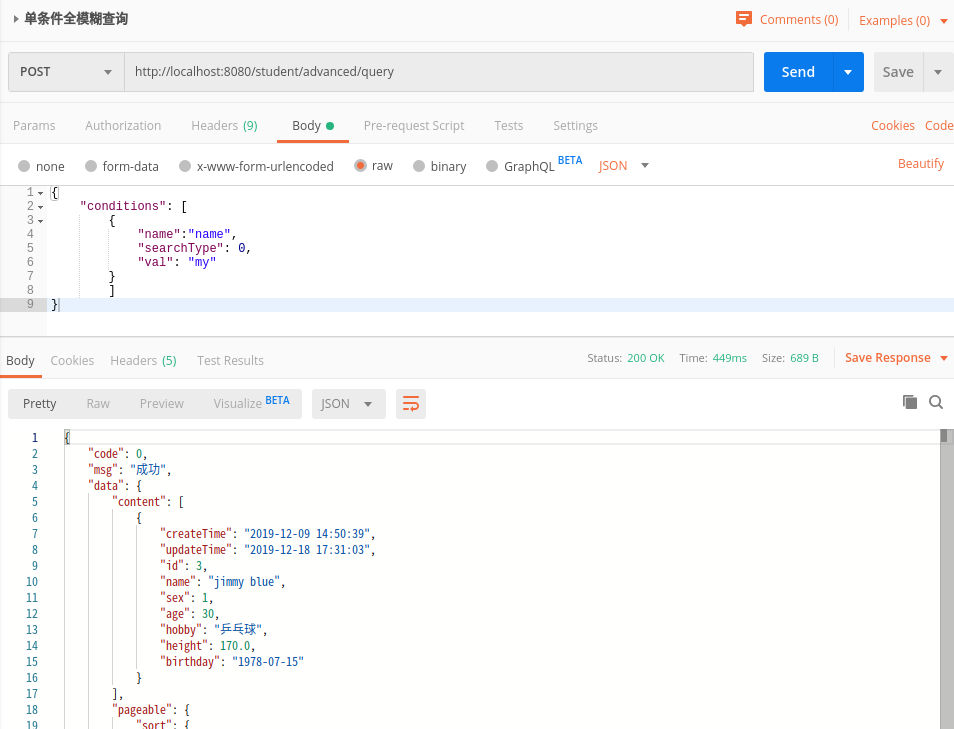 单条件全模糊查询 Comments (0) Examples (0)
POST http://localhost:8080/student/advanced/query Send Save
Params Authorization Headers (9) Body Pre-request Script Tests Settings Cookies Code
none form-data x-www-form-urlencoded raw binary GraphQL BETA JSON Beautify
1 {
2 "conditions": [
3 {
4 "name":"name",
5 "searchType": 0,
6 "val": "my"
7 }
8 ]
9 }
Body Cookies Headers (5) Test Results Status: 200 OK Time: 449ms Size: 689 B Save Response
Pretty Raw Preview Visualize BETA JSON
1 {
2 "code": 0,
3 "msg": "成功",
4 "data": {
5 "content": [
6 {
7 "createTime": "2019-12-09 14:50:39",
8 "updateTime": "2019-12-18 17:31:03",
9 "id": 3,
10 "name": "jimmy blue",
11 "sex": 1,
12 "age": 30,
13 "hobby": "乒乓球",
14 "height": 170.0,
15 "birthday": "1978-07-15"
16 }
17 ],
18 "pageable": {
19 "sort": {